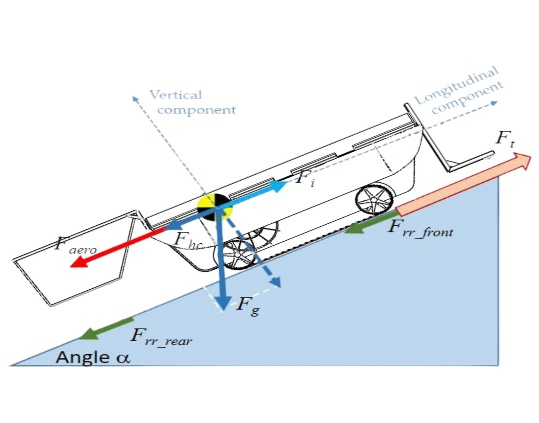 Vertical
component
Longitudinal
component
F_t
F_i
F_aero
F_hc
F_rr_front
F_g
F_rr_rear
Angle α